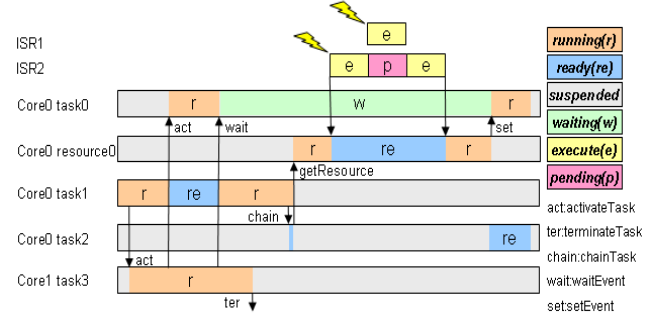 ISR1
e
running(r)
ISR2
e p e
ready(re)
Core0 task0
r w r
suspended
act wait set
waiting(w)
Core0 resource0
r re r
execute(e)
getResource
pending(p)
Core0 task1
r re r
chain
act:activateTask
Core0 task2
re
ter:terminateTask
act
chain:chainTask
Core1 task3
r
wait:waitEvent
ter
set:setEvent